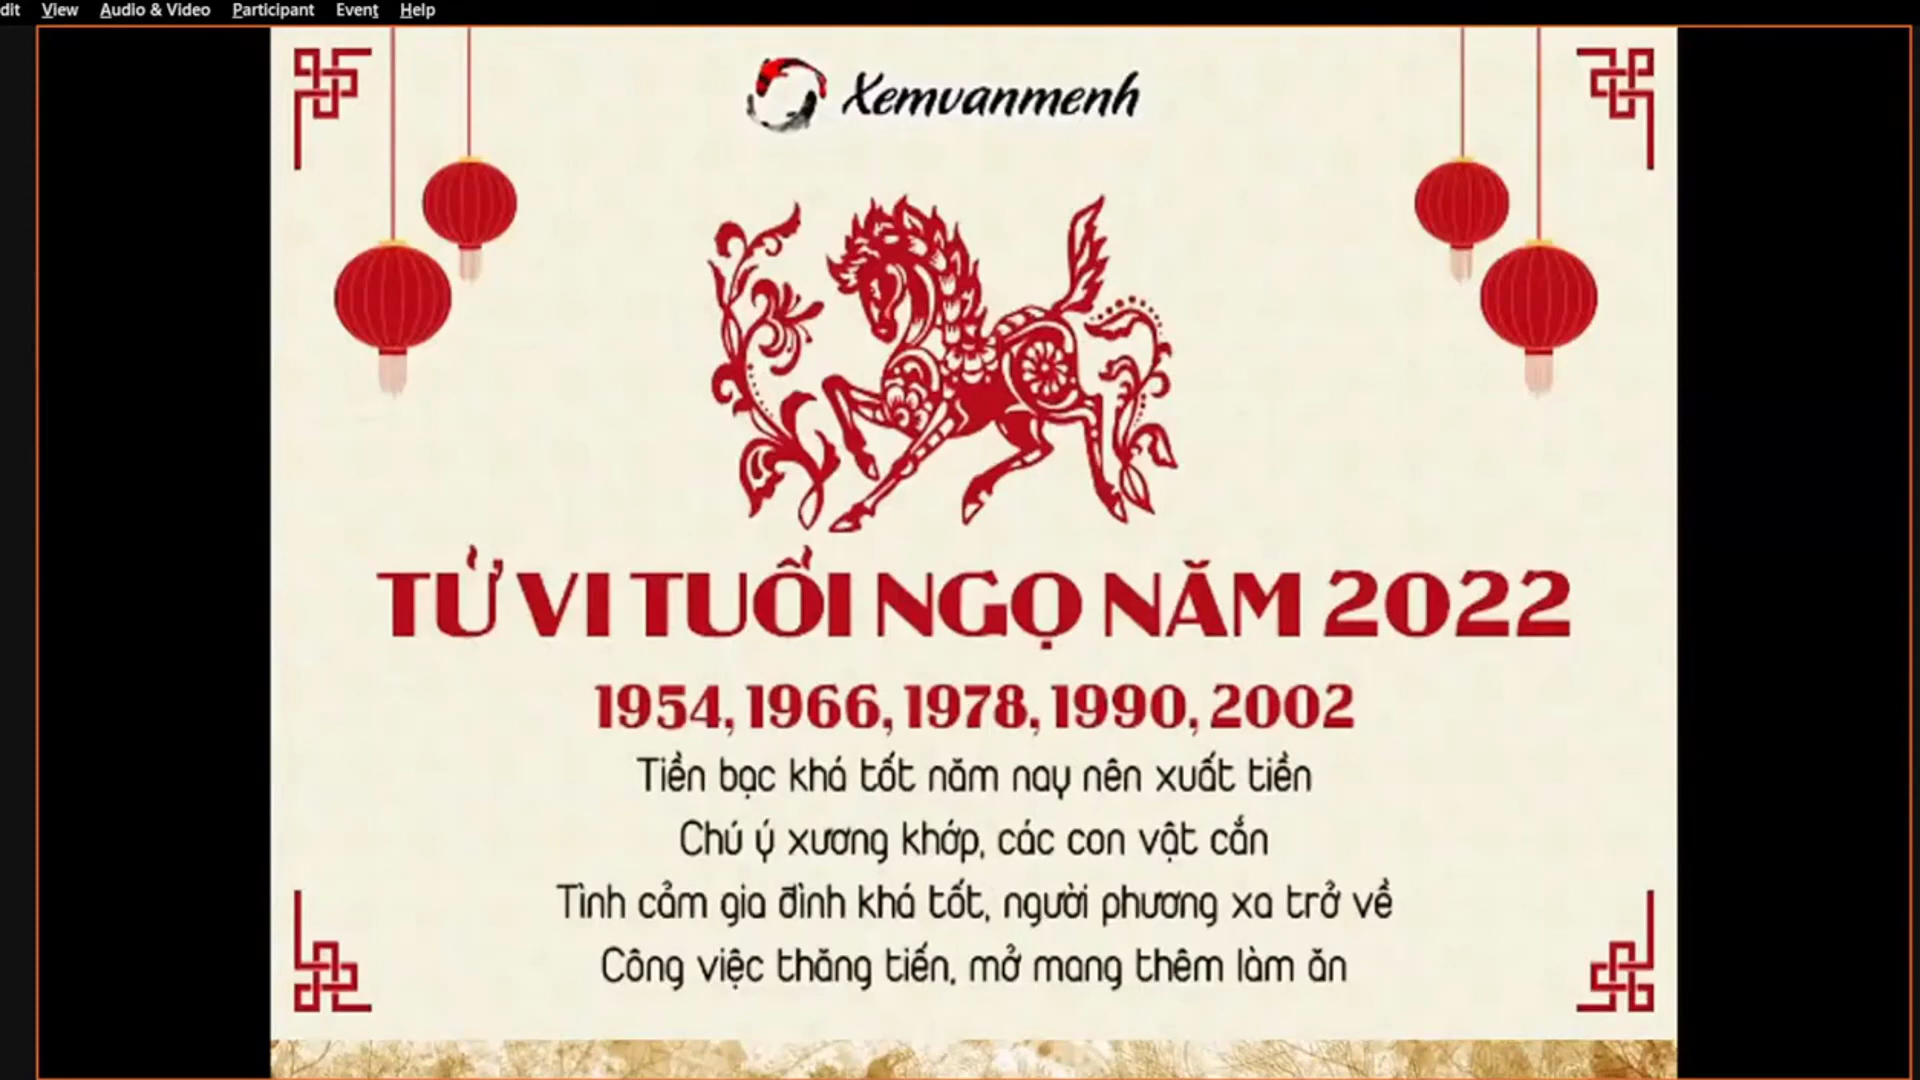 dit View Audio & Video Participant Event Help
Xemvanmenh
TỬ VI TUỔI NGỌ NĂM 2022
1954, 1966, 1978, 1990, 2002
Tiền bạc khá tốt năm nay nên xuất tiền
Chú ý xương khớp, các con vật cắn
Tình cảm gia đình khá tốt, người phương xa trở về
Công việc thăng tiến, mở mang thêm làm ăn